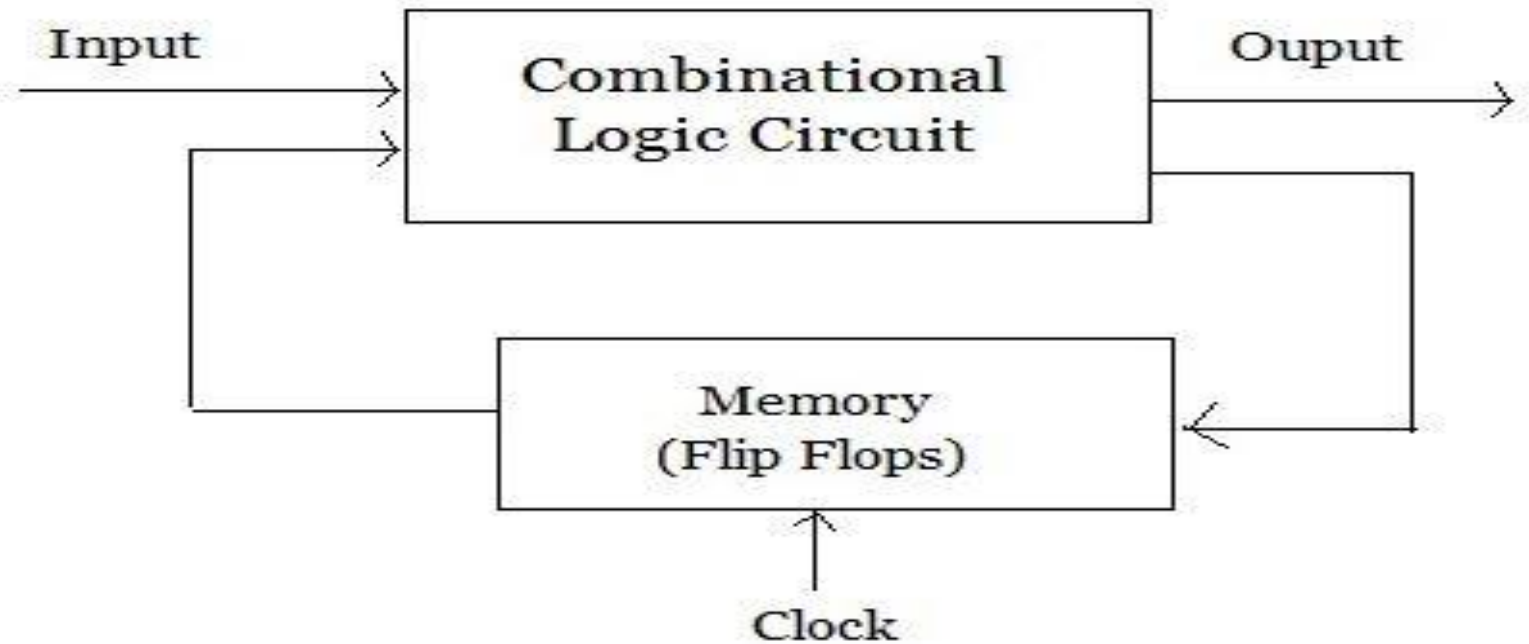 Input
Combinational
Logic Circuit
Ouput
Memory
(Flip Flops)
Clock